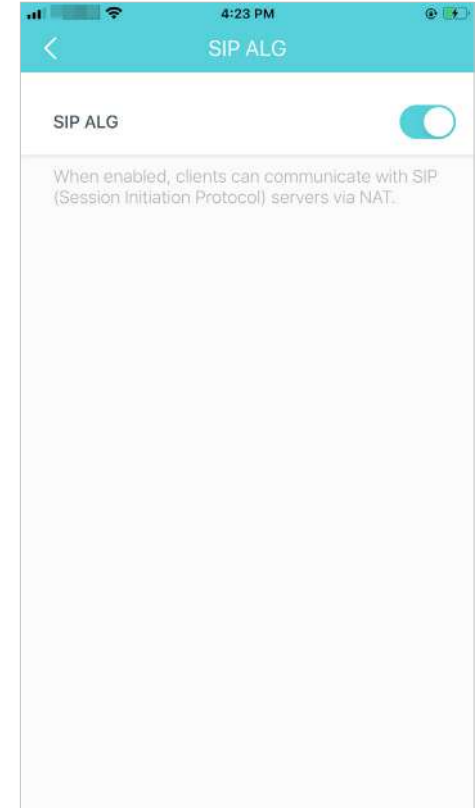 4:23 PM
SIP ALG
SIP ALG
When enabled, clients can communicate with SIP
(Session Initiation Protocol) servers via NAT.